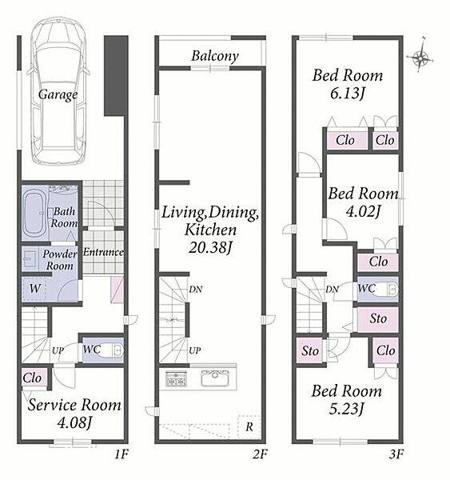 Garage
Bath
Room
Powder
Room
Entrance
W
UP
WC
Clo
Service Room
4.08J
1F
Balcony
Living,Dining,
Kitchen
20.38J
DN
UP
R
2F
Bed Room
6.13J
Clo
Clo
Bed Room
4.02J
Clo
DN
WC
Sto
Sto
Clo
Bed Room
5.23J
3F